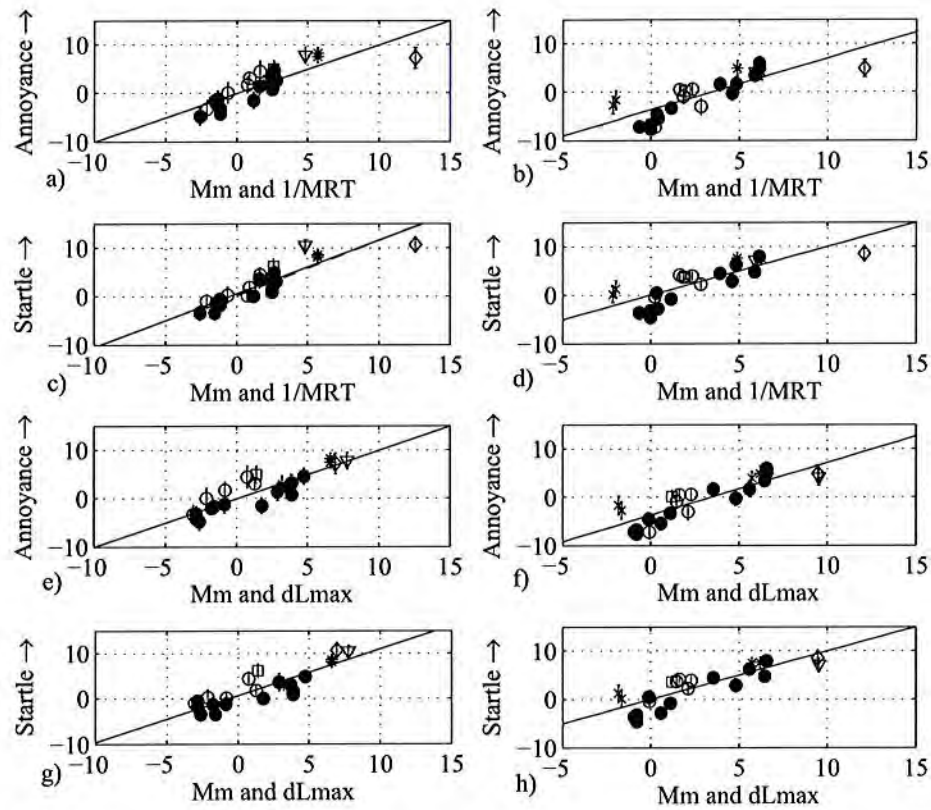 Annoyance →
10
0
−10
−10 −5 0 5 10 15
a)
Mm and 1/MRT
Annoyance →
10
0
−10
−5 0 5 10 15
b)
Mm and 1/MRT
Startle →
10
0
−10
−10 −5 0 5 10 15
c)
Mm and 1/MRT
Startle →
10
0
−10
−5 0 5 10 15
d)
Mm and 1/MRT
Annoyance →
10
0
−10
−10 −5 0 5 10 15
e)
Mm and dLmax
Annoyance →
10
0
−10
−5 0 5 10 15
f)
Mm and dLmax
Startle →
10
0
−10
−10 −5 0 5 10 15
g)
Mm and dLmax
Startle →
10
0
−10
−5 0 5 10 15
h)
Mm and dLmax